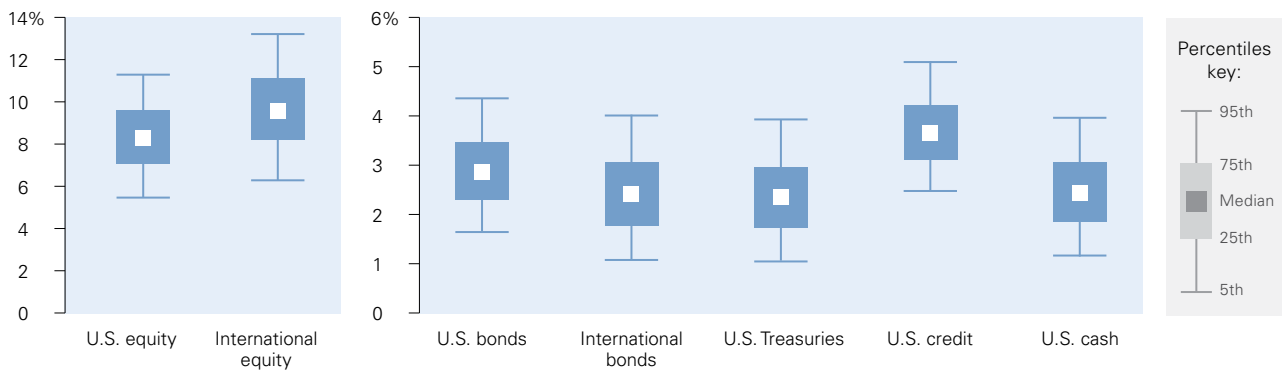 14%
12
10
8
6
4
2
0
U.S. equity
International
equity
6%
5
4
3
2
1
0
U.S. bonds
International
bonds
U.S. Treasuries
U.S. credit
U.S. cash
Percentiles
key:
95th
75th
Median
25th
5th